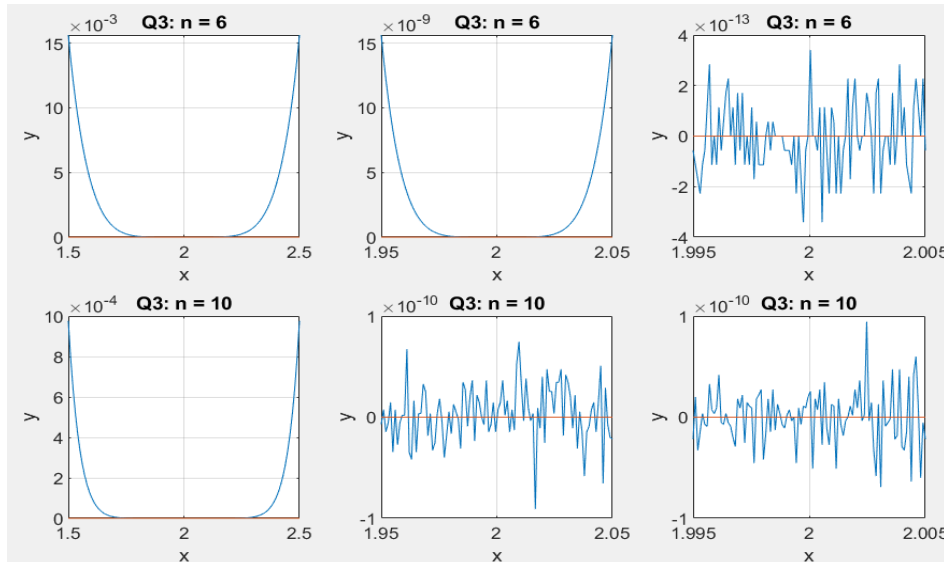 ×10⁻³ Q3: n = 6
15
10
5
0
y
1.5 2 2.5
x
×10⁻⁹ Q3: n = 6
15
10
5
0
y
1.95 2 2.05
x
×10⁻¹³ Q3: n = 6
4
2
0
-2
-4
y
1.995 2 2.005
x
×10⁻⁴ Q3: n = 10
10
8
6
4
2
0
y
1.5 2 2.5
x
×10⁻¹⁰ Q3: n = 10
1
0
-1
y
1.95 2 2.05
x
×10⁻¹⁰ Q3: n = 10
1
0
-1
y
1.995 2 2.005
x